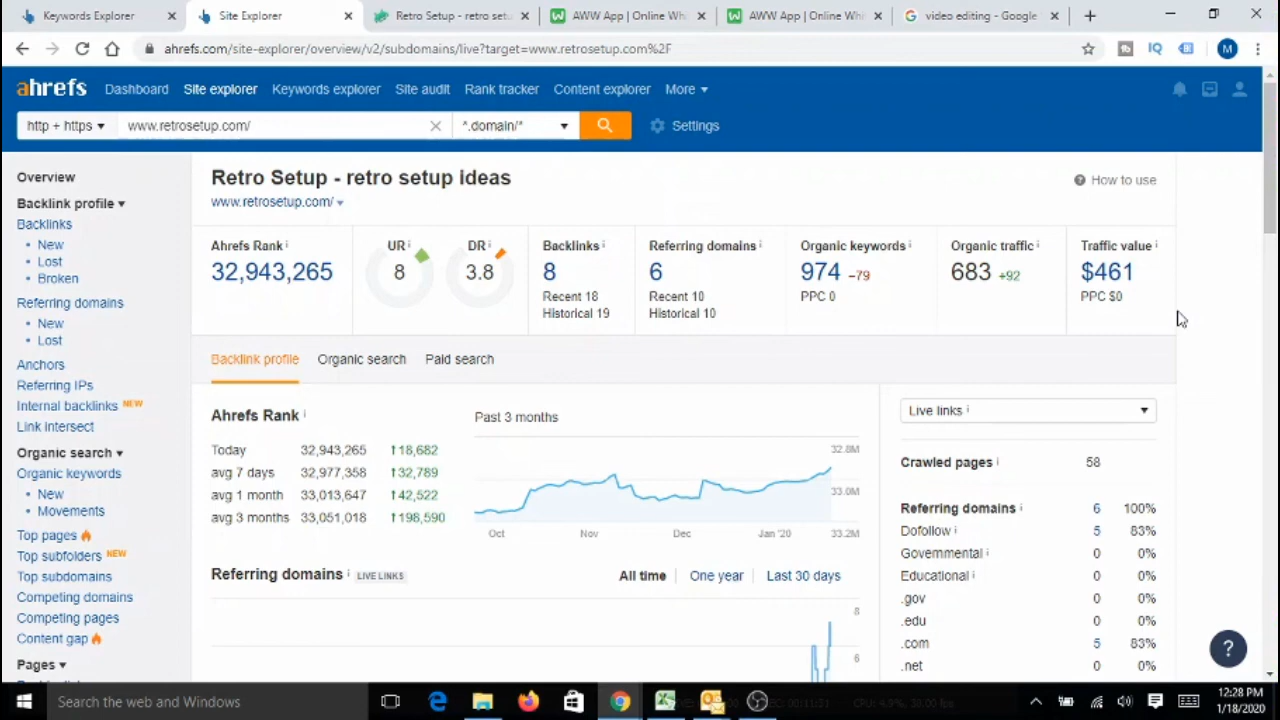 Keywords Explorer
Site Explorer
Retro Setup - retro setu
AWW App | Online Whi
AWW App | Online Whi
video editing - Google
ahrefs.com/site-explorer/overview/v2/subdomains/live?target=www.retrosetup.com%2F
IQ
M
ahrefs
Dashboard Site explorer Keywords explorer Site audit Rank tracker Content explorer More
http + https www.retrosetup.com/ *.domain/* Settings
Overview
Backlink profile
Backlinks
New
Lost
Broken
Referring domains
New
Lost
Anchors
Referring IPs
Internal backlinks NEW
Link intersect
Organic search
Organic keywords
New
Movements
Top pages
Top subfolders NEW
Top subdomains
Competing domains
Competing pages
Content gap
Pages
Retro Setup - retro setup ideas
How to use
www.retrosetup.com/
Ahrefs Rank
32,943,265
UR
8
DR
3.8
Backlinks
8
Recent 18
Historical 19
Referring domains
6
Recent 10
Historical 10
Organic keywords
974 -79
PPC 0
Organic traffic
683 +92
Traffic value
$461
PPC $0
Backlink profile Organic search Paid search
Ahrefs Rank
Today 32,943,265 18,682
avg 7 days 32,977,358 32,789
avg 1 month 33,013,647 42,522
avg 3 months 33,051,018 198,590
Past 3 months
32.8M
33.0M
33.2M
Oct Nov Dec Jan '20
Live links
Crawled pages 58
Referring domains 6 100%
Dofollow 5 83%
Governmental 0 0%
Educational 0 0%
.gov 0 0%
.edu 0 0%
.com 5 83%
.net 0 0%
Referring domains LIVE LINKS
All time One year Last 30 days
8
6
?
Search the web and Windows
12:28 PM
1/18/2020